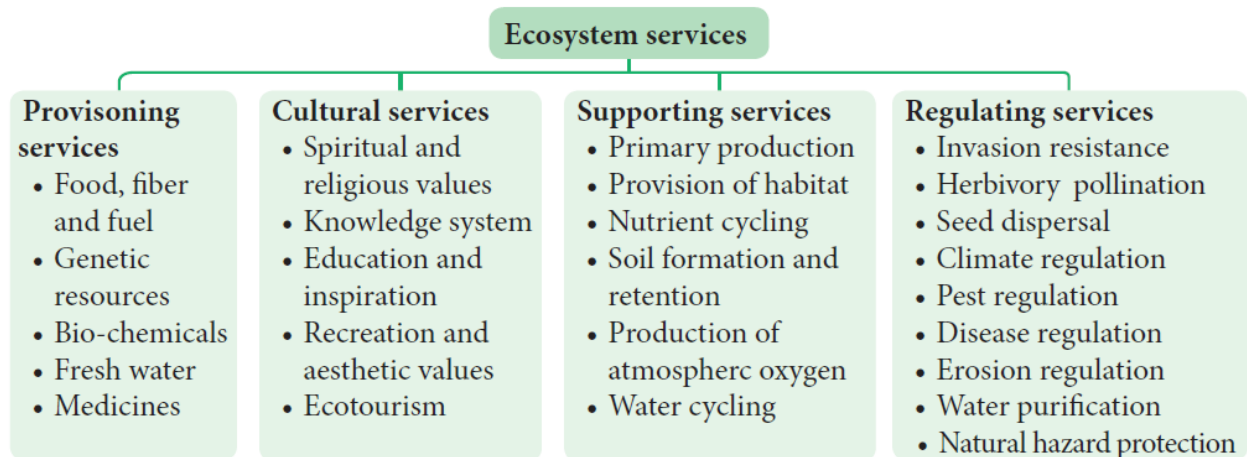 Ecosystem services
Provisoning
services
• Food, fiber
and fuel
• Genetic
resources
• Bio-chemicals
• Fresh water
• Medicines
Cultural services
• Spiritual and
religious values
• Knowledge system
• Education and
inspiration
• Recreation and
aesthetic values
• Ecotourism
Supporting services
• Primary production
• Provision of habitat
• Nutrient cycling
• Soil formation and
retention
• Production of
atmospherc oxygen
• Water cycling
Regulating services
• Invasion resistance
• Herbivory pollination
• Seed dispersal
• Climate regulation
• Pest regulation
• Disease regulation
• Erosion regulation
• Water purification
• Natural hazard protection